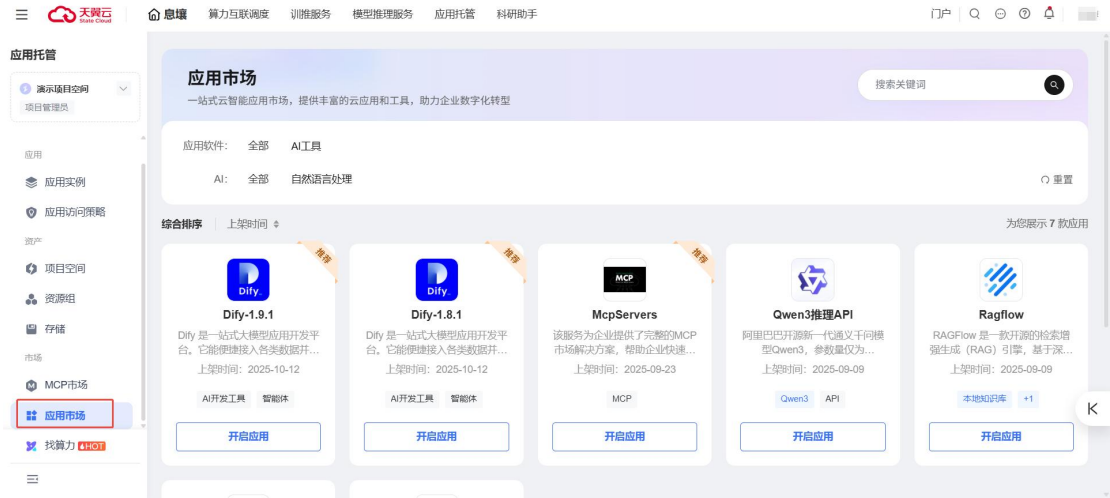 天翼云
State Cloud
息壤 算力互联调度 训推服务 模型推理服务 应用托管 科研助手
门户
应用托管
演示项目空间
项目管理员
应用
应用实例
应用访问策略
资产
项目空间
资源组
存储
市场
MCP市场
应用市场
找算力 HOT
应用市场
一站式云智能应用市场，提供丰富的云应用和工具，助力企业数字化转型
搜索关键词
应用软件： 全部 AI工具
AI： 全部 自然语言处理
重置
综合排序 上架时间
为您展示 7 款应用
推荐
Dify
Dify-1.9.1
Dify 是一站式大模型应用开发平
台。它能便捷接入各类数据并...
上架时间：2025-10-12
AI开发工具 智能体
开启应用
推荐
Dify
Dify-1.8.1
Dify 是一站式大模型应用开发平
台。它能便捷接入各类数据并...
上架时间：2025-10-12
AI开发工具 智能体
开启应用
推荐
MCP
McpServers
该服务为企业提供了完整的MCP
市场解决方案，帮助企业快速...
上架时间：2025-09-23
MCP
开启应用
Qwen3推理API
阿里巴巴开源新一代通义千问模
型Qwen3，参数量仅为...
上架时间：2025-09-09
Qwen3 API
开启应用
Ragflow
RAGFlow 是一款开源的检索增
强生成（RAG）引擎，基于深...
上架时间：2025-09-09
本地知识库 +1
开启应用